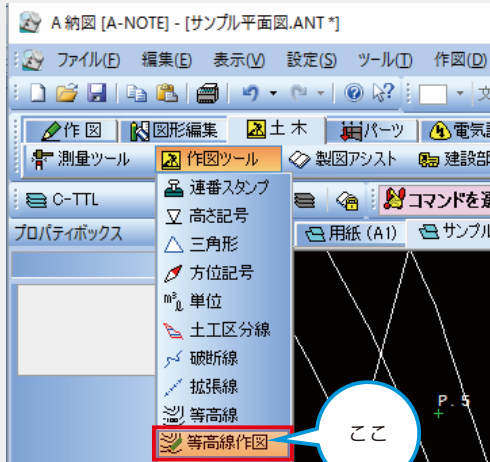 A納図 [A-NOTE] - [サンプル平面図.ANT *]
ファイル(F) 編集(E) 表示(V) 設定(S) ツール(T) 作図(D)
作 図 図形編集 土 木 パーツ 電気
測量ツール 作図ツール 製図アシスト 建設部
C-TTL コマンドを
プロパティボックス 用紙 (A1) サンプル
連番スタンプ
高さ記号
三角形
方位記号
単位
土工区分線
破断線
拡張線
等高線
等高線作図
ここ
P.5